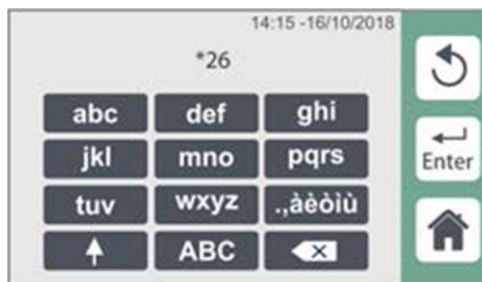 14:15 -16/10/2018
*26
abc def ghi
jkl mno pqrs
Enter
tuv wxyz .,àèòìù
ABC